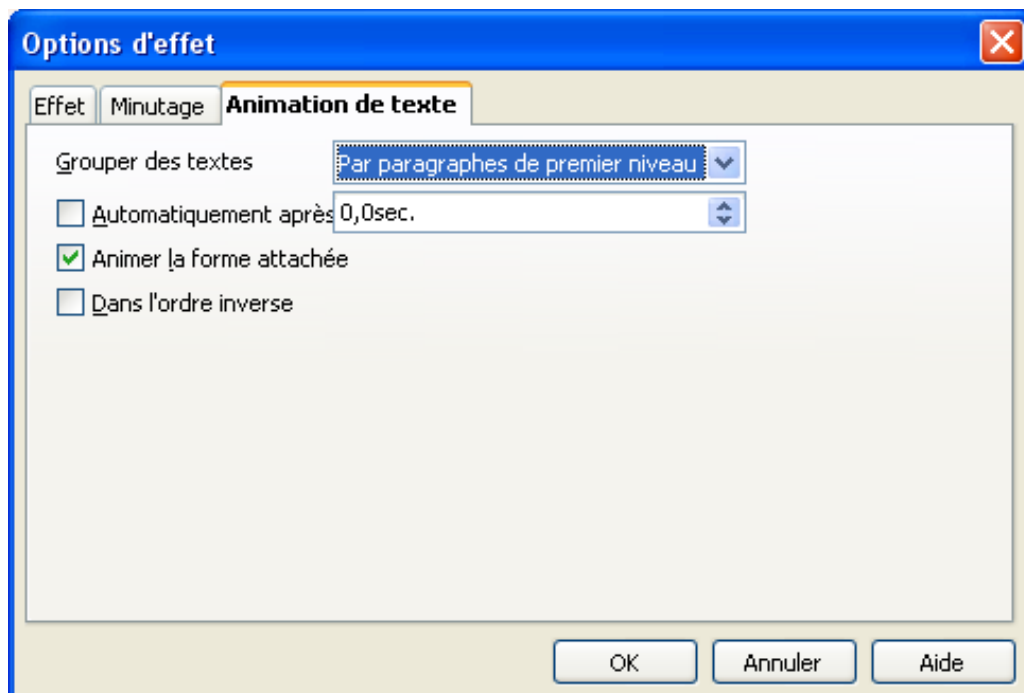 Options d'effet
Effet Minutage Animation de texte
Grouper des textes Par paragraphes de premier niveau
Automatiquement après 0,0sec.
Animer la forme attachée
Dans l'ordre inverse
OK Annuler Aide